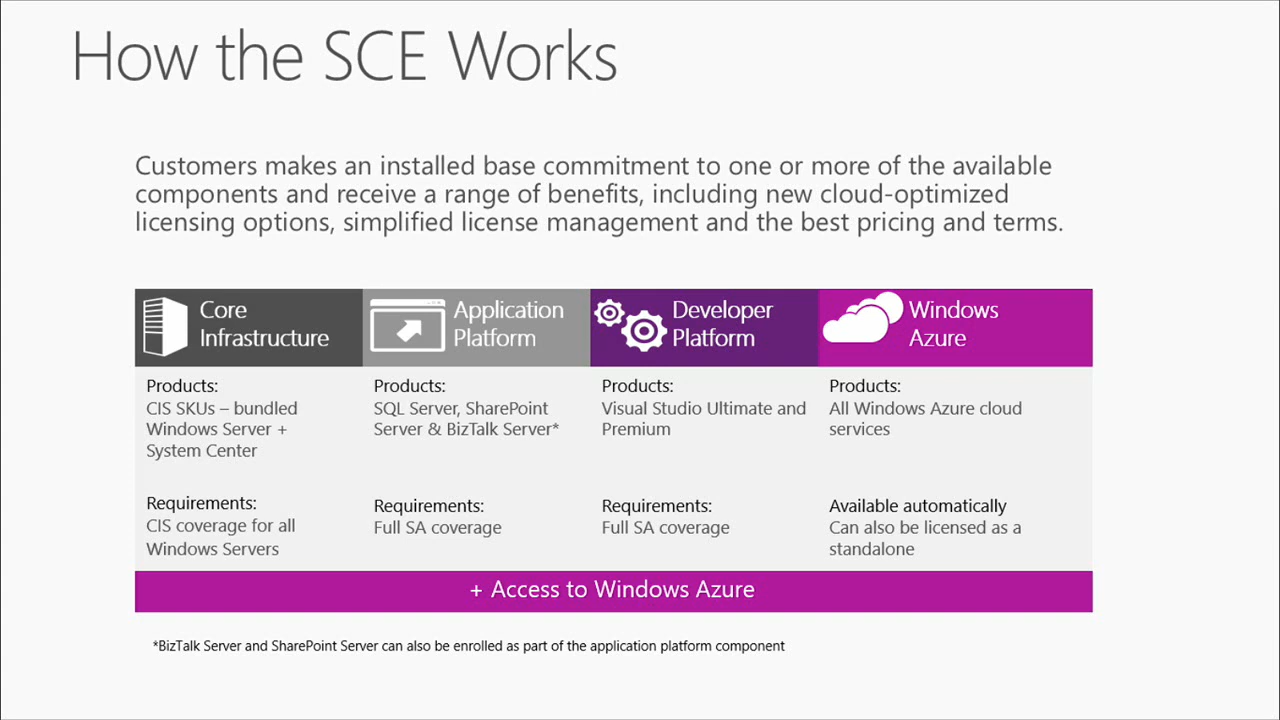 How the SCE Works
Customers makes an installed base commitment to one or more of the available
components and receive a range of benefits, including new cloud-optimized
licensing options, simplified license management and the best pricing and terms.
Core
Infrastructure
Products:
CIS SKUs – bundled
Windows Server +
System Center
Requirements:
CIS coverage for all
Windows Servers
Application
Platform
Products:
SQL Server, SharePoint
Server & BizTalk Server*
Requirements:
Full SA coverage
Developer
Platform
Products:
Visual Studio Ultimate and
Premium
Requirements:
Full SA coverage
Windows
Azure
Products:
All Windows Azure cloud
services
Available automatically
Can also be licensed as a
standalone
+ Access to Windows Azure
*BizTalk Server and SharePoint Server can also be enrolled as part of the application platform component